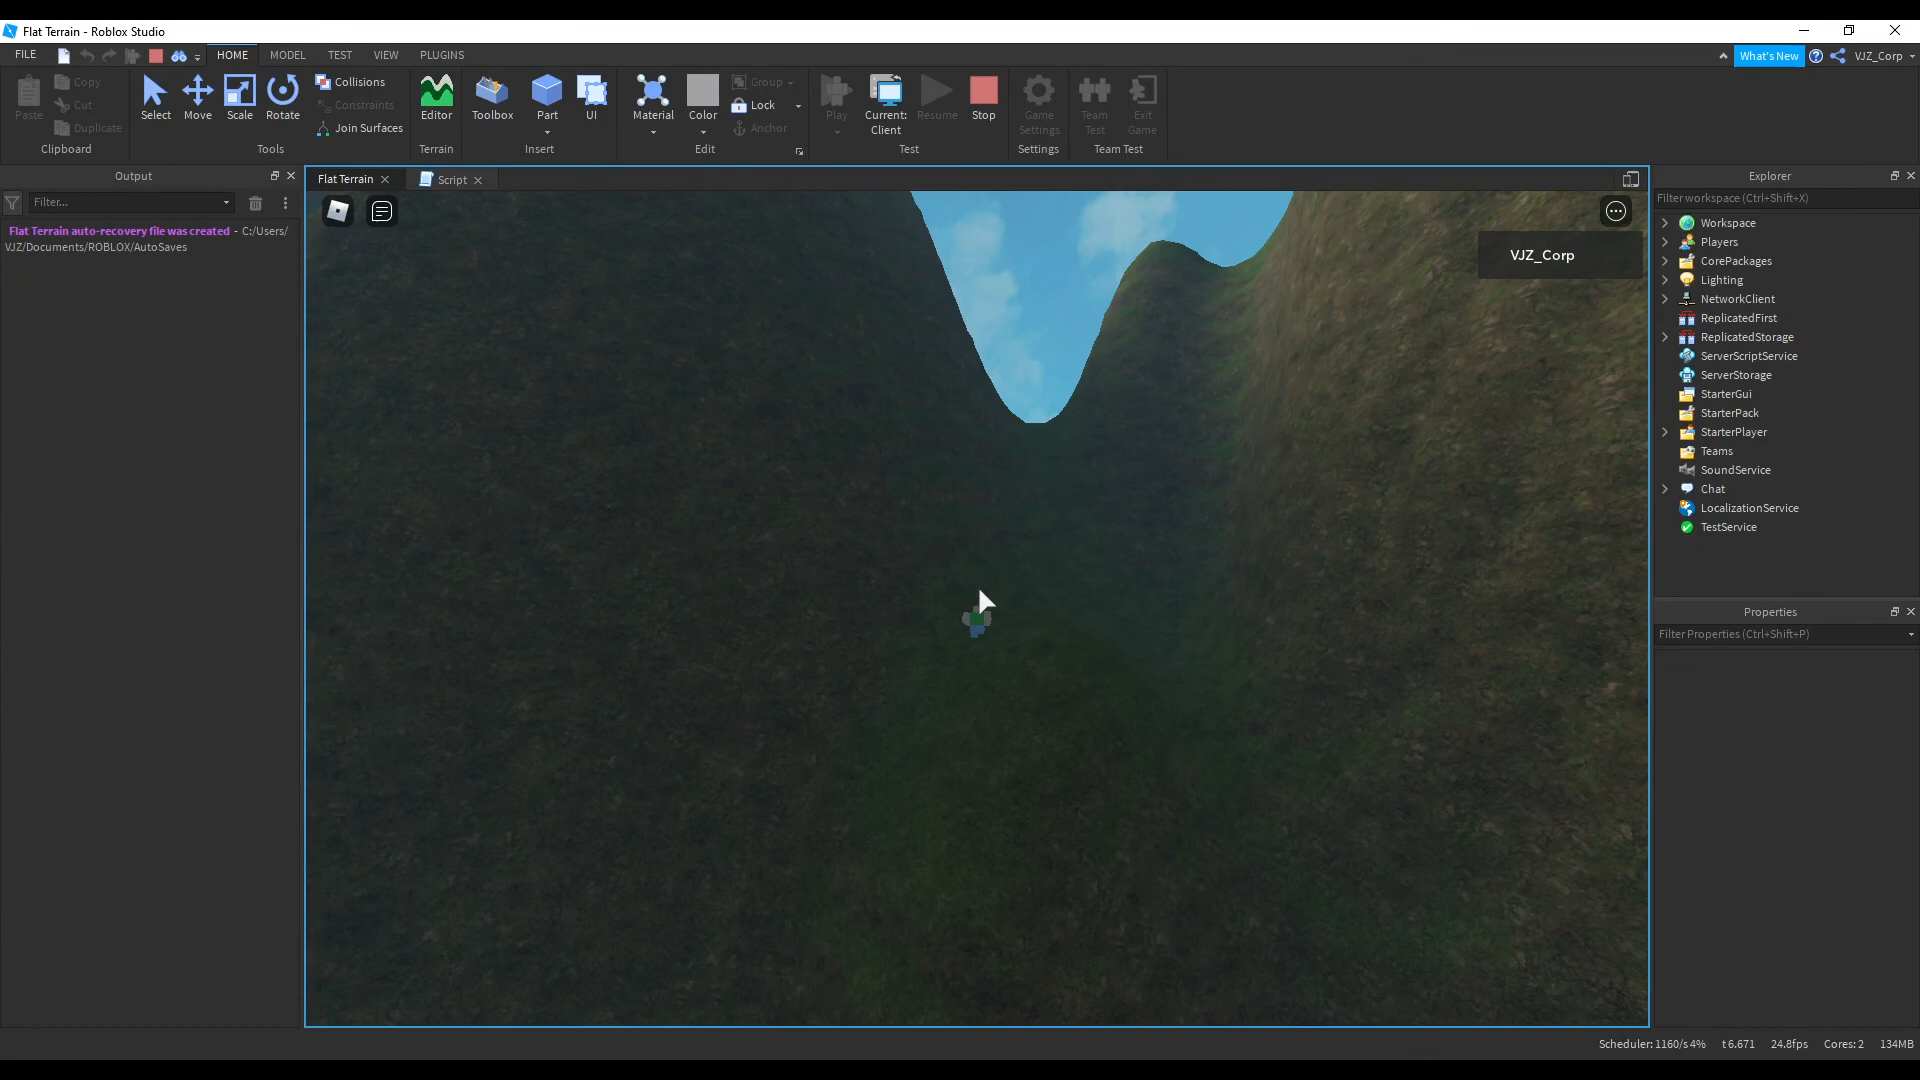 Flat Terrain - Roblox Studio
FILE
HOME
MODEL
TEST
VIEW
PLUGINS
What's New
VJZ_Corp
Paste
Copy
Cut
Duplicate
Clipboard
Select
Move
Scale
Rotate
Collisions
Constraints
Join Surfaces
Tools
Editor
Terrain
Toolbox
Part
UI
Insert
Material
Color
Group
Lock
Anchor
Edit
Play
Current:
Client
Resume
Stop
Test
Game
Settings
Settings
Team
Test
Exit
Game
Team Test
Output
Filter...
Flat Terrain auto-recovery file was created - C:/Users/
VJZ/Documents/ROBLOX/AutoSaves
Flat Terrain
Script
VJZ_Corp
Explorer
Filter workspace (Ctrl+Shift+X)
Workspace
Players
CorePackages
Lighting
NetworkClient
ReplicatedFirst
ReplicatedStorage
ServerScriptService
ServerStorage
StarterGui
StarterPack
StarterPlayer
Teams
SoundService
Chat
LocalizationService
TestService
Properties
Filter Properties (Ctrl+Shift+P)
Scheduler: 1160/s 4% t 6.671 24.8fps Cores: 2 134MB